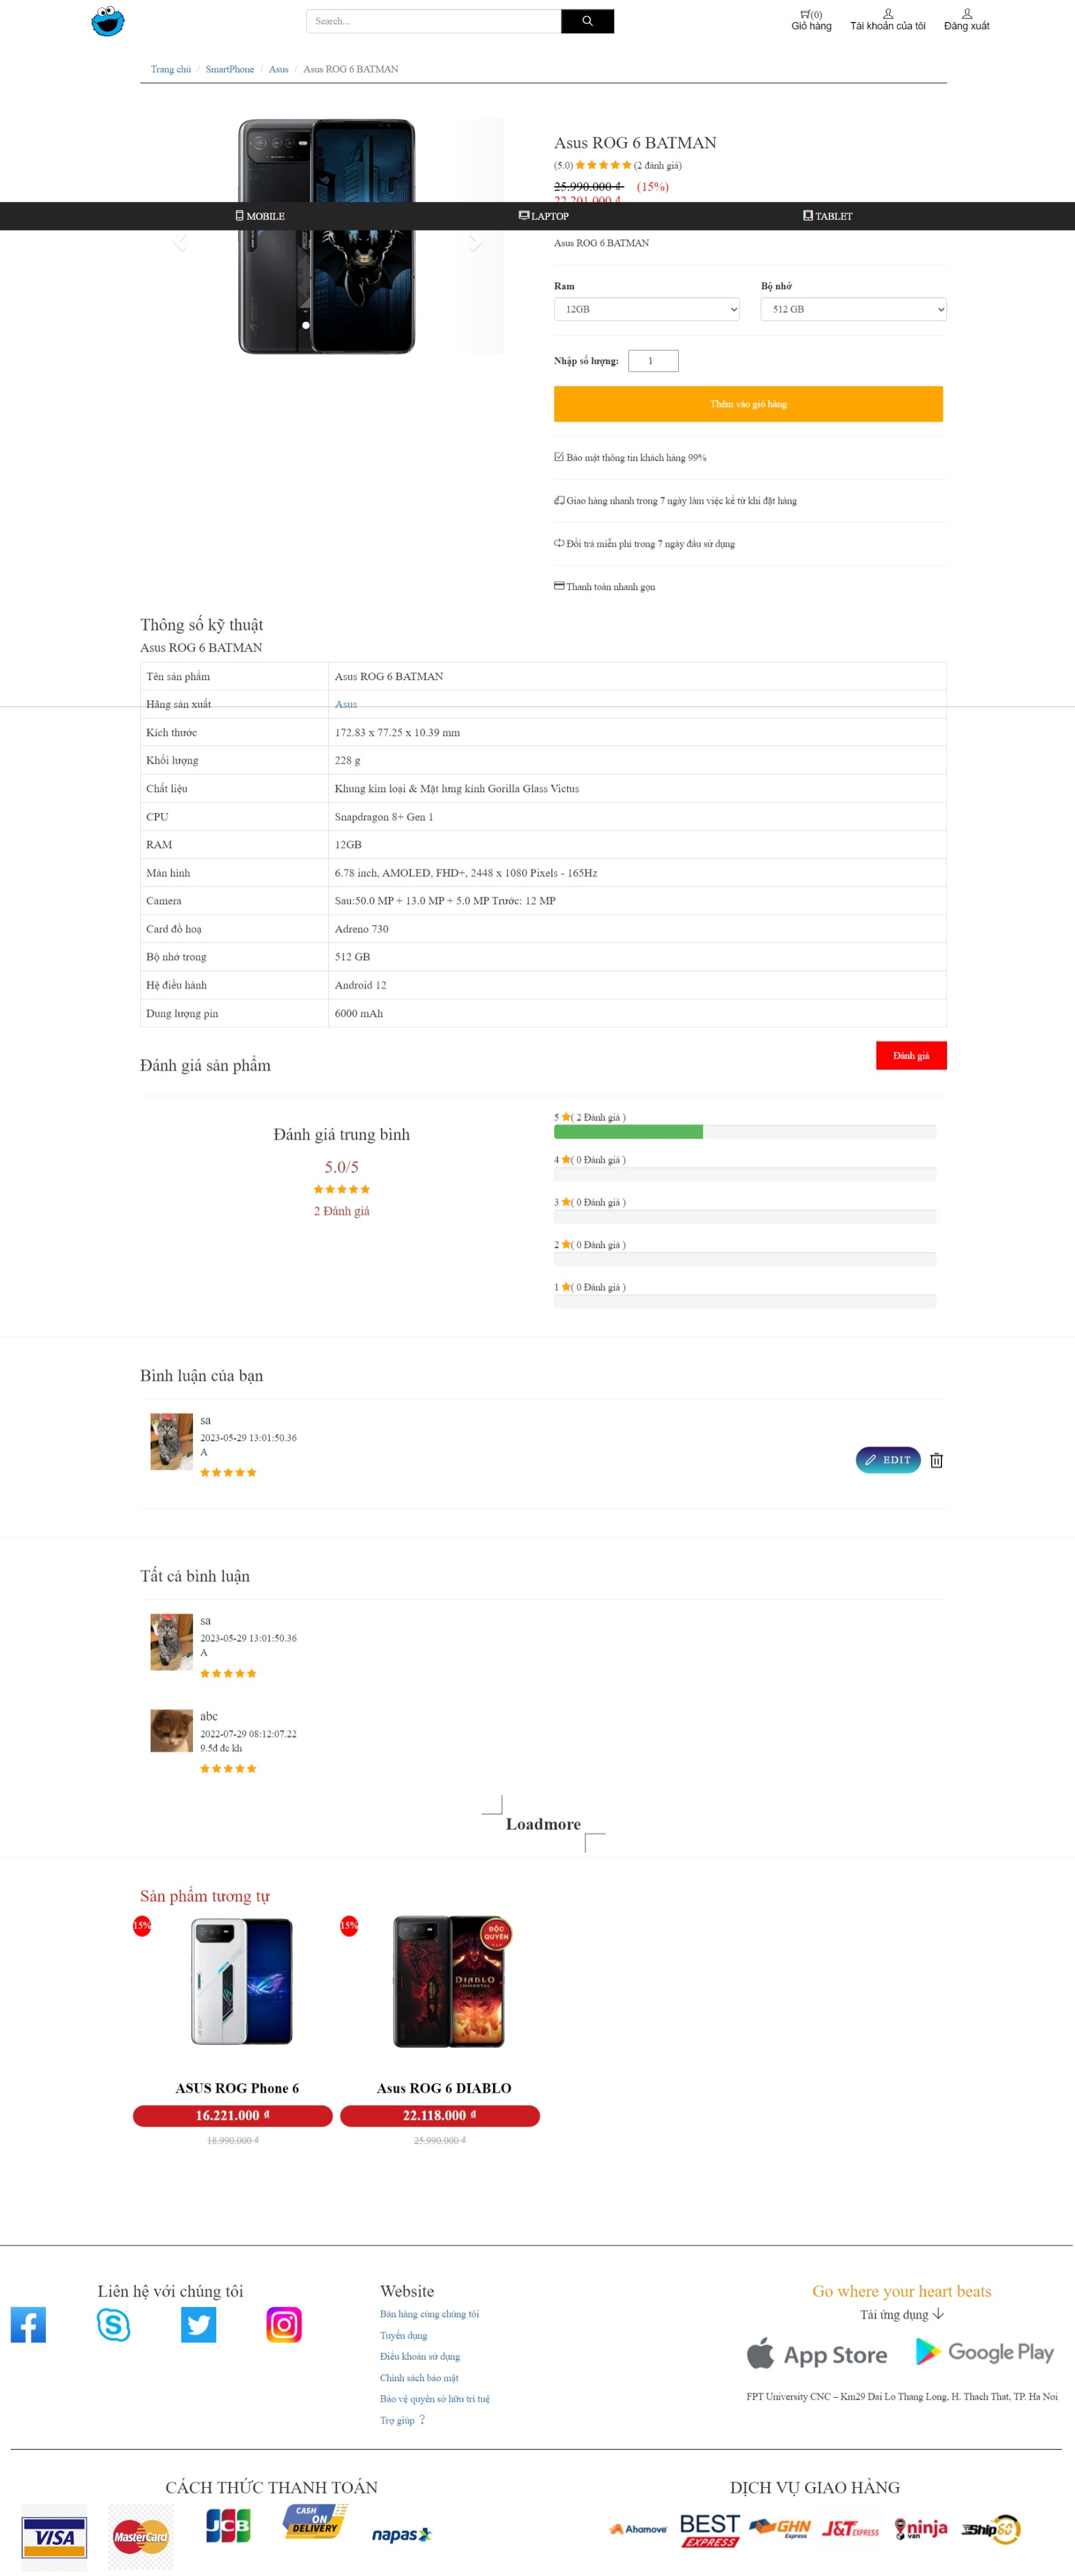 Search...
(0)
Giỏ hàng
Tài khoản của tôi
Đăng xuất
Trang chủ / SmartPhone / Asus / Asus ROG 6 BATMAN
Asus ROG 6 BATMAN
(5.0) (2 đánh giá)
25.990.000 ₫ (15%)
22.201.000 ₫
MOBILE
LAPTOP
TABLET
Asus ROG 6 BATMAN
Ram
Bộ nhớ
12GB
512 GB
Nhập số lượng: 1
Thêm vào giỏ hàng
Bảo mật thông tin khách hàng 99%
Giao hàng nhanh trong 7 ngày làm việc kể từ khi đặt hàng
Đổi trả miễn phí trong 7 ngày đầu sử dụng
Thanh toán nhanh gọn
Thông số kỹ thuật
Asus ROG 6 BATMAN
Tên sản phẩm Asus ROG 6 BATMAN
Hãng sản xuất Asus
Kích thước 172.83 x 77.25 x 10.39 mm
Khối lượng 228 g
Chất liệu Khung kim loại & Mặt lưng kính Gorilla Glass Victus
CPU Snapdragon 8+ Gen 1
RAM 12GB
Màn hình 6.78 inch, AMOLED, FHD+, 2448 x 1080 Pixels - 165Hz
Camera Sau:50.0 MP + 13.0 MP + 5.0 MP Trước: 12 MP
Card đồ hoạ Adreno 730
Bộ nhớ trong 512 GB
Hệ điều hành Android 12
Dung lượng pin 6000 mAh
Đánh giá sản phẩm
Đánh giá
Đánh giá trung bình
5.0/5
2 Đánh giá
5 ( 2 Đánh giá )
4 ( 0 Đánh giá )
3 ( 0 Đánh giá )
2 ( 0 Đánh giá )
1 ( 0 Đánh giá )
Bình luận của bạn
sa
2023-05-29 13:01:50.36
A
EDIT
Tất cả bình luận
sa
2023-05-29 13:01:50.36
A
abc
2022-07-29 08:12:07.22
9.5đ đc kh
Loadmore
Sản phẩm tương tự
15%
15%
ĐỘC
QUYỀN
DIABLO
IMMORTAL
ASUS ROG Phone 6
Asus ROG 6 DIABLO
16.221.000 ₫
22.118.000 ₫
18.990.000 ₫
25.990.000 ₫
Liên hệ với chúng tôi
Website
Bán hàng cùng chúng tôi
Tuyển dụng
Điều khoản sử dụng
Chính sách bảo mật
Bảo vệ quyền sở hữu trí tuệ
Trợ giúp ?
Go where your heart beats
Tải ứng dụng
App Store
Google Play
FPT University CNC – Km29 Dai Lo Thang Long, H. Thach That, TP. Ha Noi
CÁCH THỨC THANH TOÁN
DỊCH VỤ GIAO HÀNG
VISA
MasterCard
JCB
CASH
ON
DELIVERY
napas
Ahamove
BEST
EXPRESS
GHN
Express
J&T EXPRESS
ninja
van
Ship60